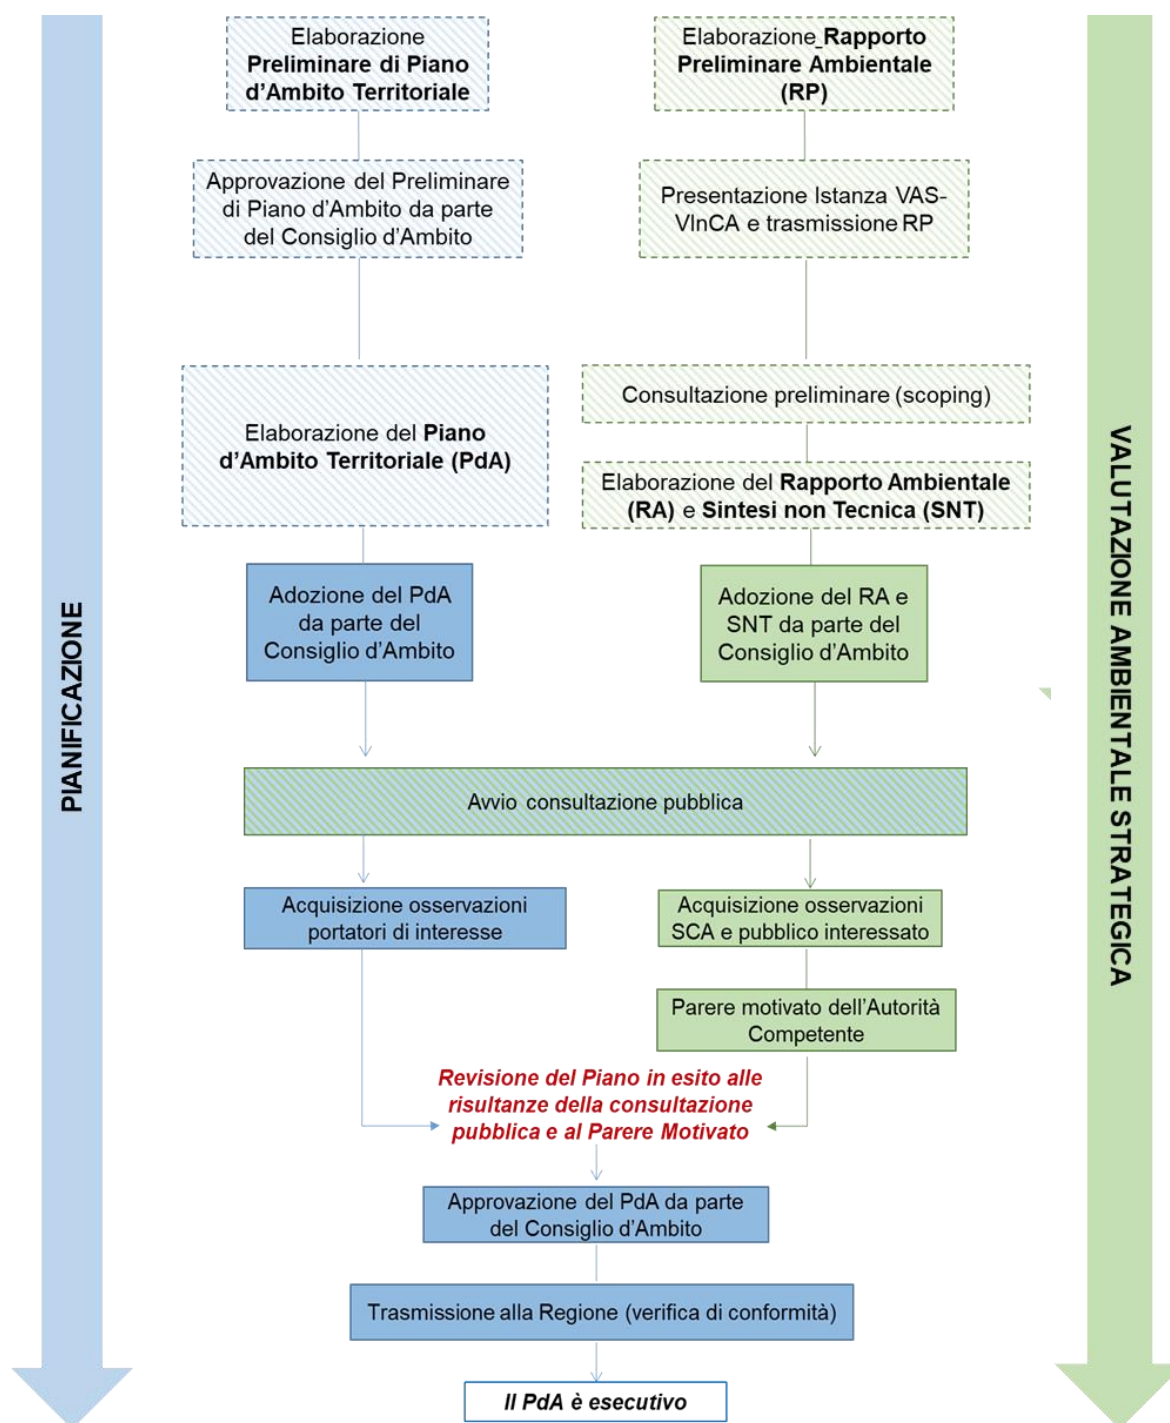 PIANIFICAZIONE
Elaborazione
Preliminare di Piano
d'Ambito Territoriale
Approvazione del Preliminare
di Piano d'Ambito da parte
del Consiglio d'Ambito
Elaborazione del Piano
d'Ambito Territoriale (PdA)
Adozione del PdA
da parte del
Consiglio d'Ambito
Elaborazione Rapporto
Preliminare Ambientale
(RP)
Presentazione Istanza VAS-
VInCA e trasmissione RP
Consultazione preliminare (scoping)
Elaborazione del Rapporto Ambientale
(RA) e Sintesi non Tecnica (SNT)
Adozione del RA e
SNT da parte del
Consiglio d'Ambito
Avvio consultazione pubblica
Acquisizione osservazioni
portatori di interesse
Acquisizione osservazioni
SCA e pubblico interessato
Parere motivato dell'Autorità
Competente
Revisione del Piano in esito alle
risultanze della consultazione
pubblica e al Parere Motivato
Approvazione del PdA da parte
del Consiglio d'Ambito
Trasmissione alla Regione (verifica di conformità)
Il PdA è esecutivo
VALUTAZIONE AMBIENTALE STRATEGICA